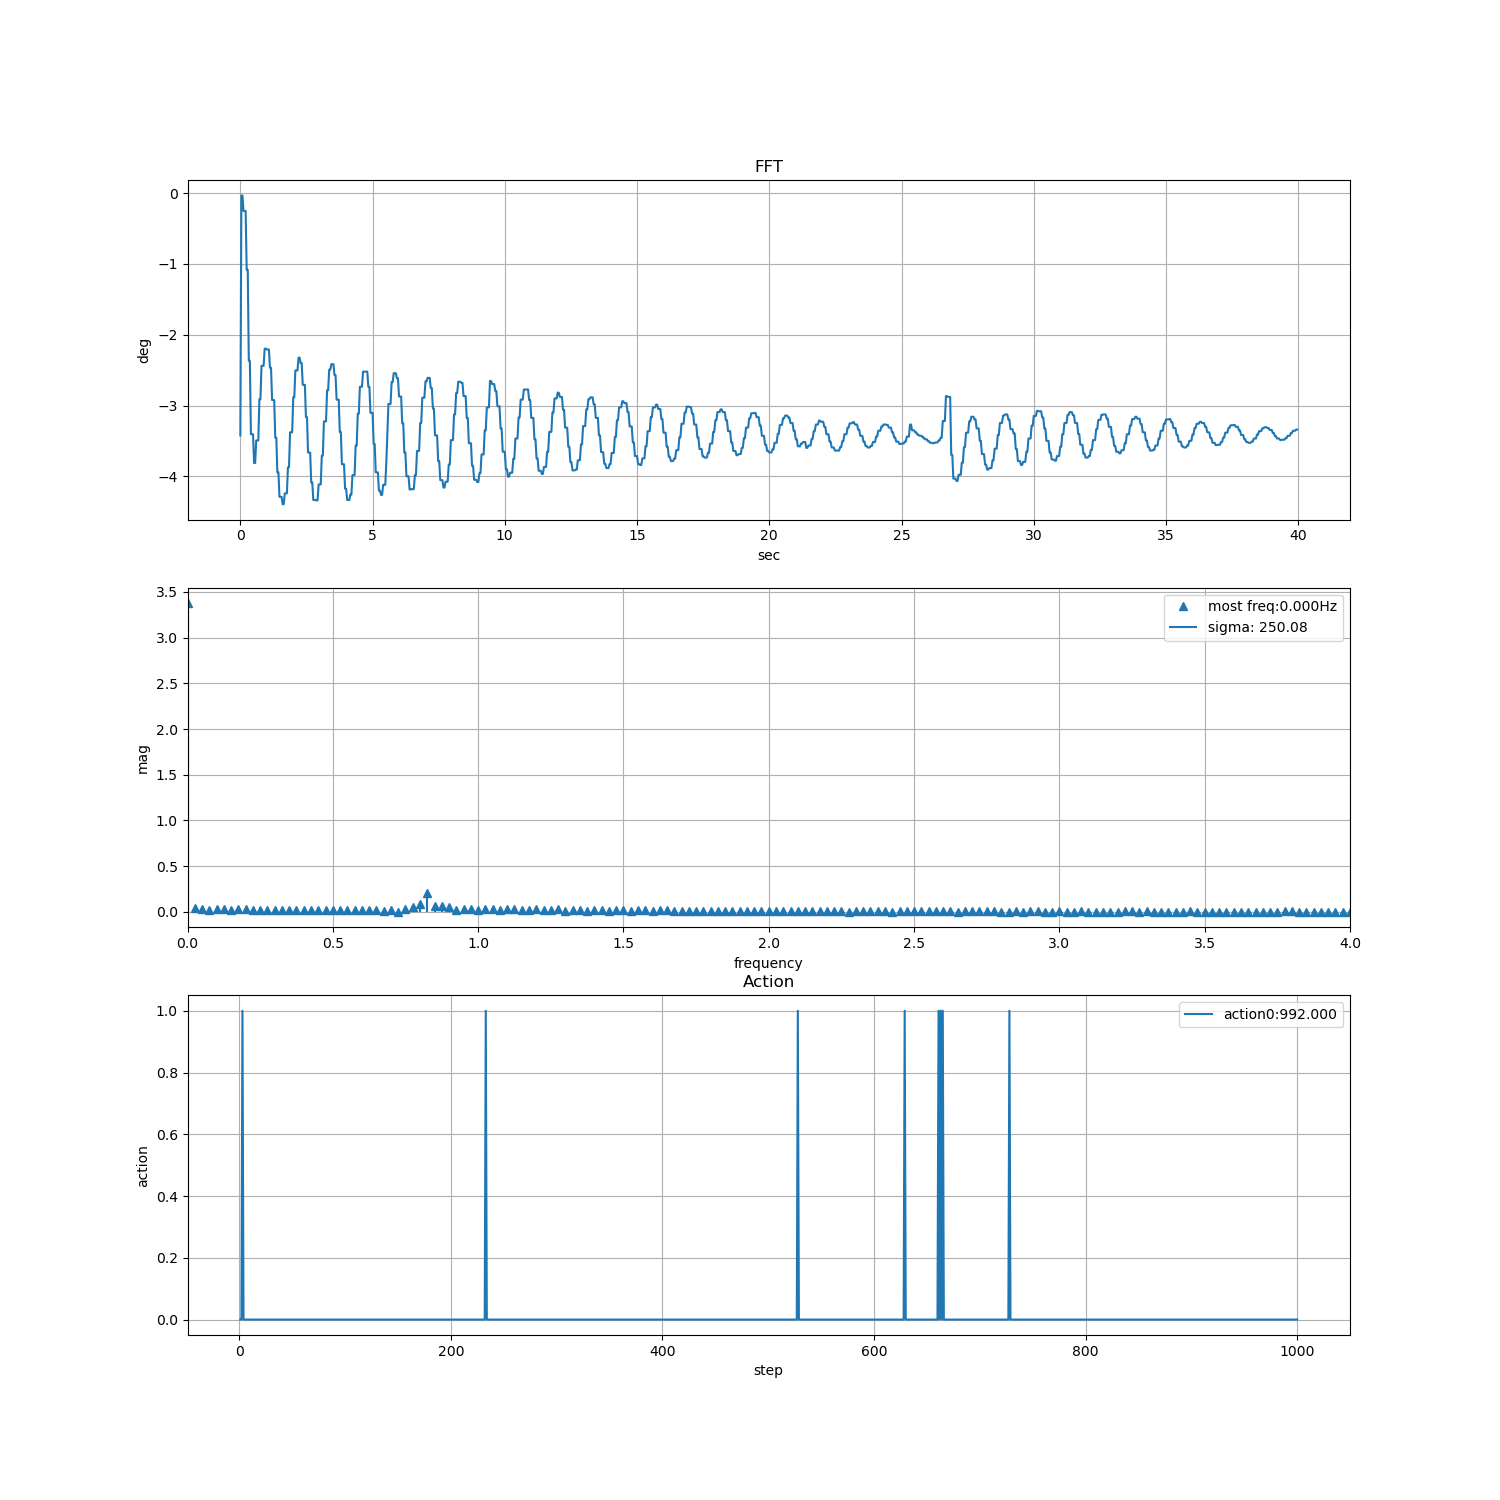 FFT
0
−1
−2
−3
−4
deg
0 5 10 15 20 25 30 35 40
sec
3.5
3.0
2.5
2.0
1.5
1.0
0.5
0.0
mag
most freq:0.000Hz
sigma: 250.08
0.0 0.5 1.0 1.5 2.0 2.5 3.0 3.5 4.0
frequency
Action
1.0
0.8
0.6
0.4
0.2
0.0
action
action0:992.000
0 200 400 600 800 1000
step